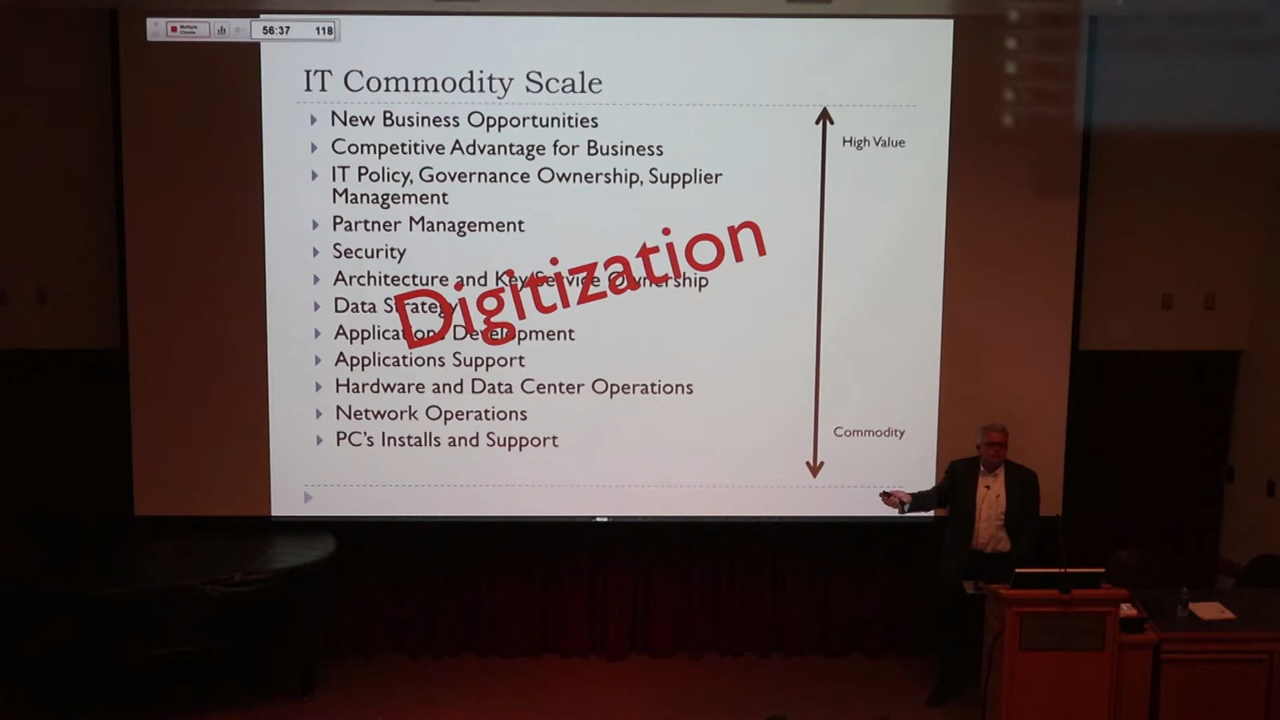 Multiple
Choice
56:37
118
IT Commodity Scale
New Business Opportunities
High Value
Competitive Advantage for Business
IT Policy, Governance Ownership, Supplier
Management
Partner Management
Security
Architecture and Key Service Ownership
Digitization
Data Strategy
Applications Development
Applications Support
Hardware and Data Center Operations
Network Operations
Commodity
PC's Installs and Support